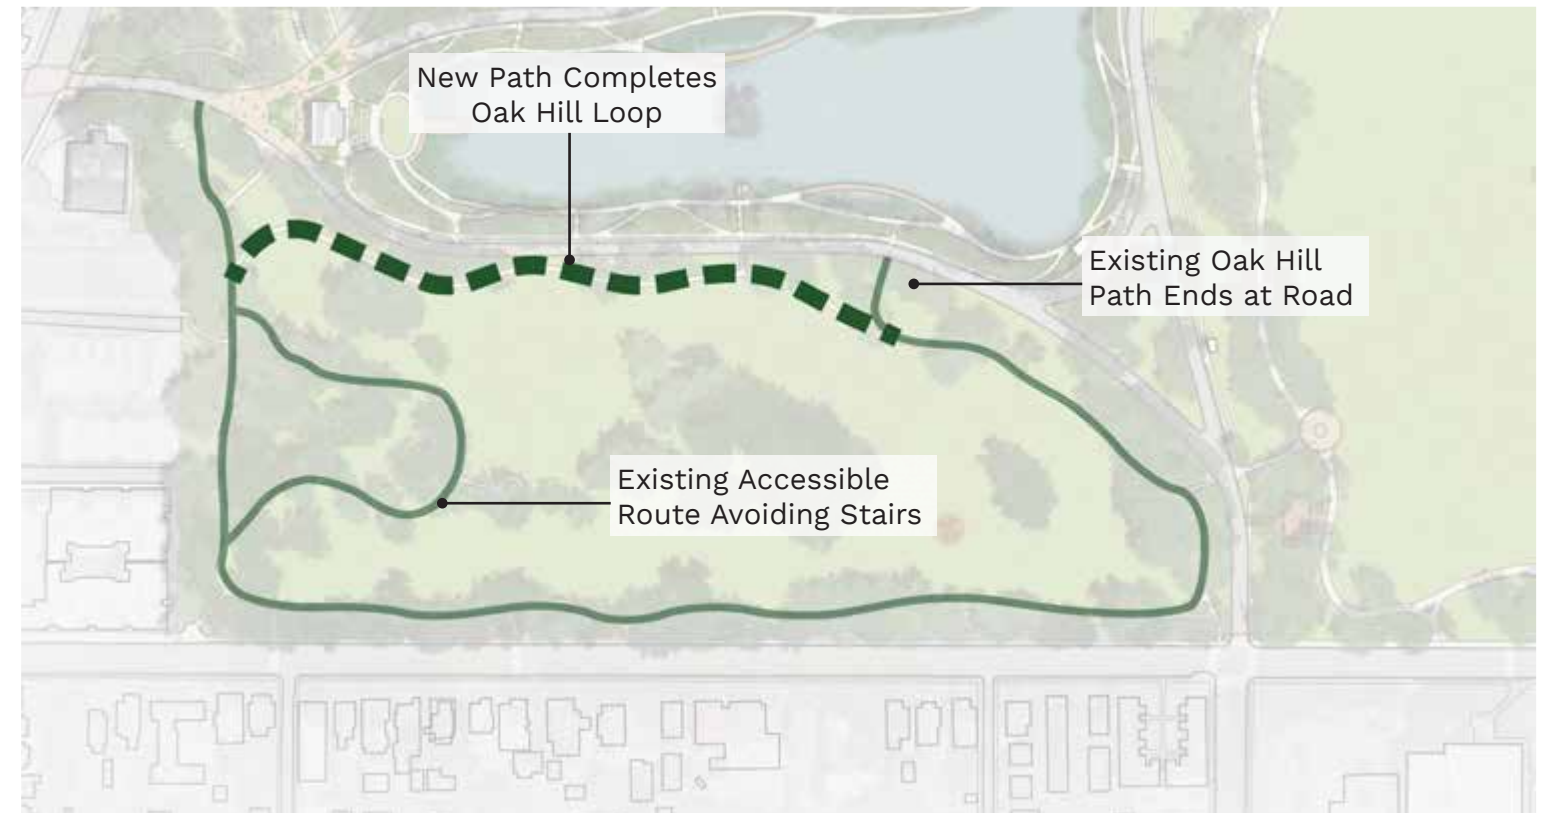 New Path Completes
Oak Hill Loop
Existing Oak Hill
Path Ends at Road
Existing Accessible
Route Avoiding Stairs